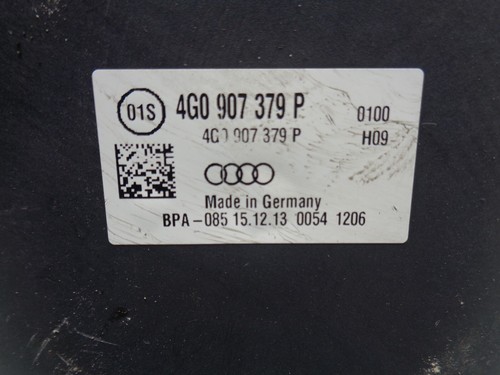 01S 4G0 907 379 P 0100
4G0 907 379 P H09
Made in Germany
BPA-085 15.12.13 0054 1206